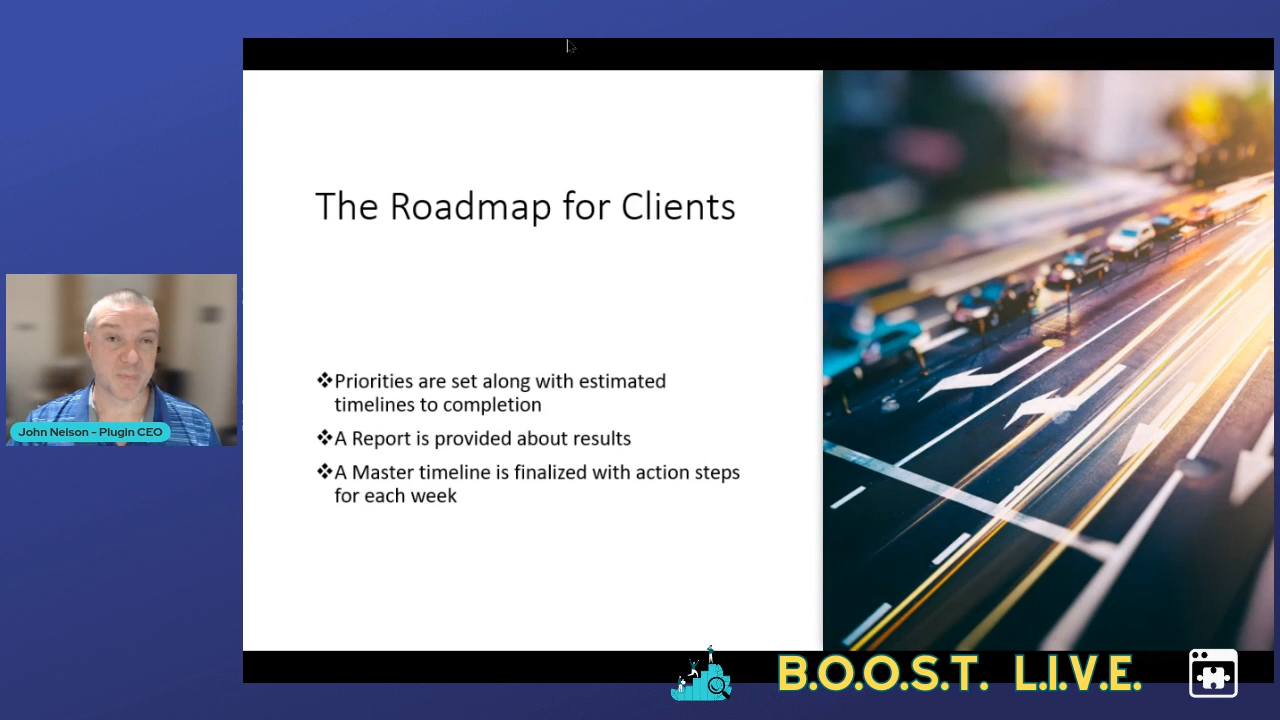 The Roadmap for Clients
❖Priorities are set along with estimated
timelines to completion
❖A Report is provided about results
❖A Master timeline is finalized with action steps
for each week
John Nelson - Plugin CEO
B.O.O.S.T. L.I.V.E.